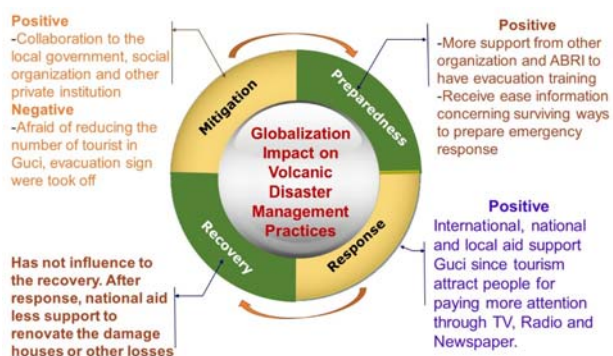 Positive
-Collaboration to the
local government, social
organization and other
private institution
Negative
-Afraid of reducing the
number of tourist in
Guci, evacuation sign
were took off
Mitigation
Preparedness
Positive
-More support from other
organization and ABRI to
have evacuation training
-Receive ease information
concerning surviving ways
to prepare emergency
response
Globalization
Impact on
Volcanic
Disaster
Management
Practices
Recovery
Response
Has not influence to
the recovery. After
response, national aid
less support to
renovate the damage
houses or other losses
Positive
International, national
and local aid support
Guci since tourism
attract people for
paying more attention
through TV, Radio and
Newspaper.